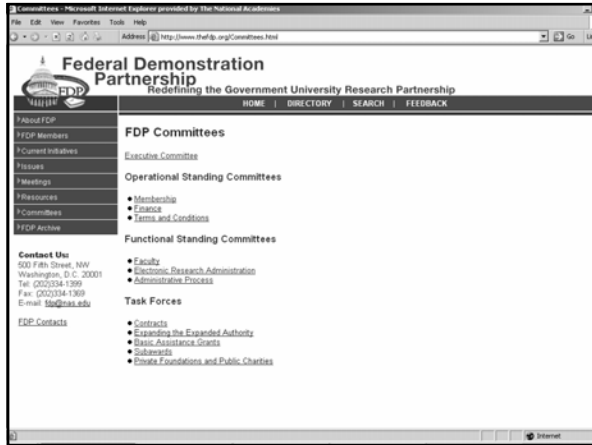 Committees - Microsoft Internet Explorer provided by The National Academies
File Edit View Favorites Tools Help
Address http://www.thefdp.org/Committees.html Go
Federal Demonstration
Partnership
FDP
Redefining the Government University Research Partnership
HOME | DIRECTORY | SEARCH | FEEDBACK
About FDP
FDP Members
Current Initiatives
Issues
Meetings
Resources
Committees
FDP Archive
Contact Us:
500 Fifth Street, NW
Washington, D.C. 20001
Tel: (202)334-1399
Fax: (202)334-1369
E-mail: fdp@nas.edu
FDP Contacts
FDP Committees
Executive Committee
Operational Standing Committees
Membership
Finance
Terms and Conditions
Functional Standing Committees
Faculty
Electronic Research Administration
Administrative Process
Task Forces
Contracts
Expanding the Expanded Authority
Basic Assistance Grants
Subawards
Private Foundations and Public Charities
Internet